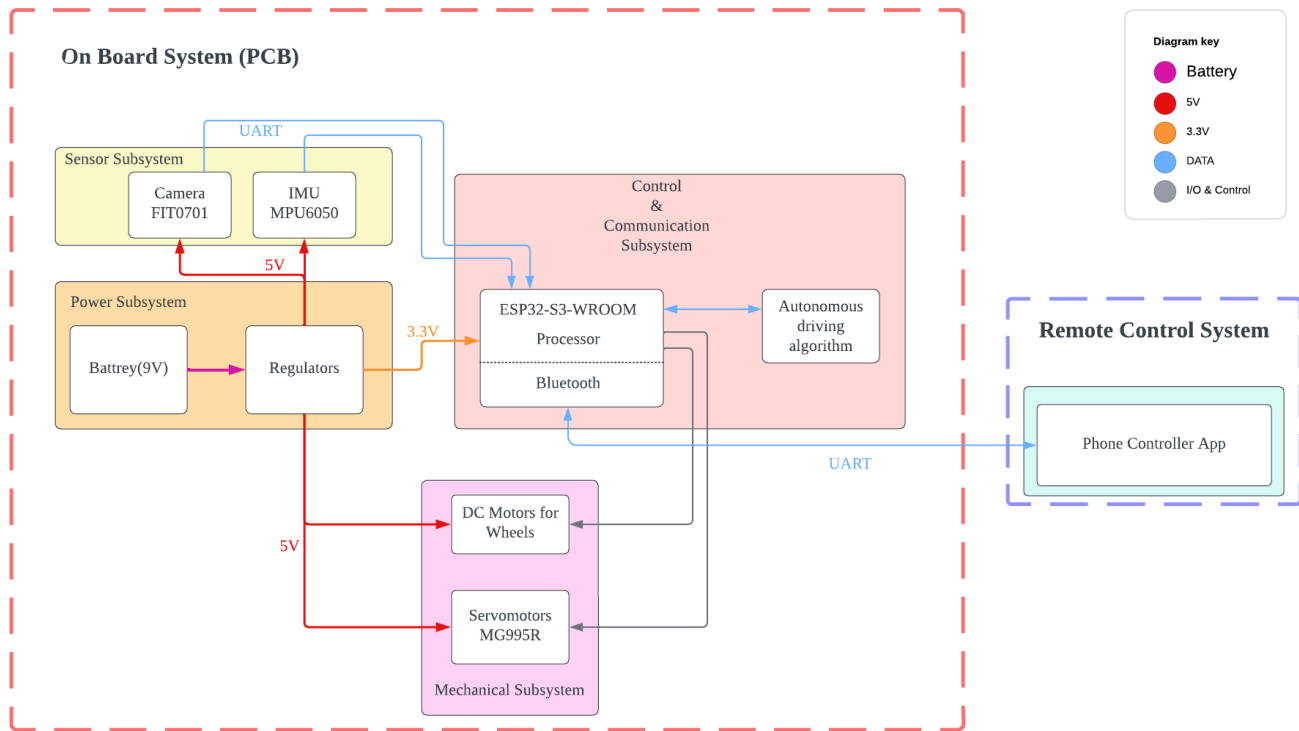 On Board System (PCB)
Diagram key
Battery
5V
3.3V
DATA
I/O & Control
UART
Sensor Subsystem
Camera
FIT0701
IMU
MPU6050
5V
Power Subsystem
Battrey(9V)
Regulators
3.3V
Control
&
Communication
Subsystem
ESP32-S3-WROOM
Processor
Bluetooth
Autonomous
driving
algorithm
Remote Control System
Phone Controller App
UART
5V
DC Motors for
Wheels
Servomotors
MG995R
Mechanical Subsystem